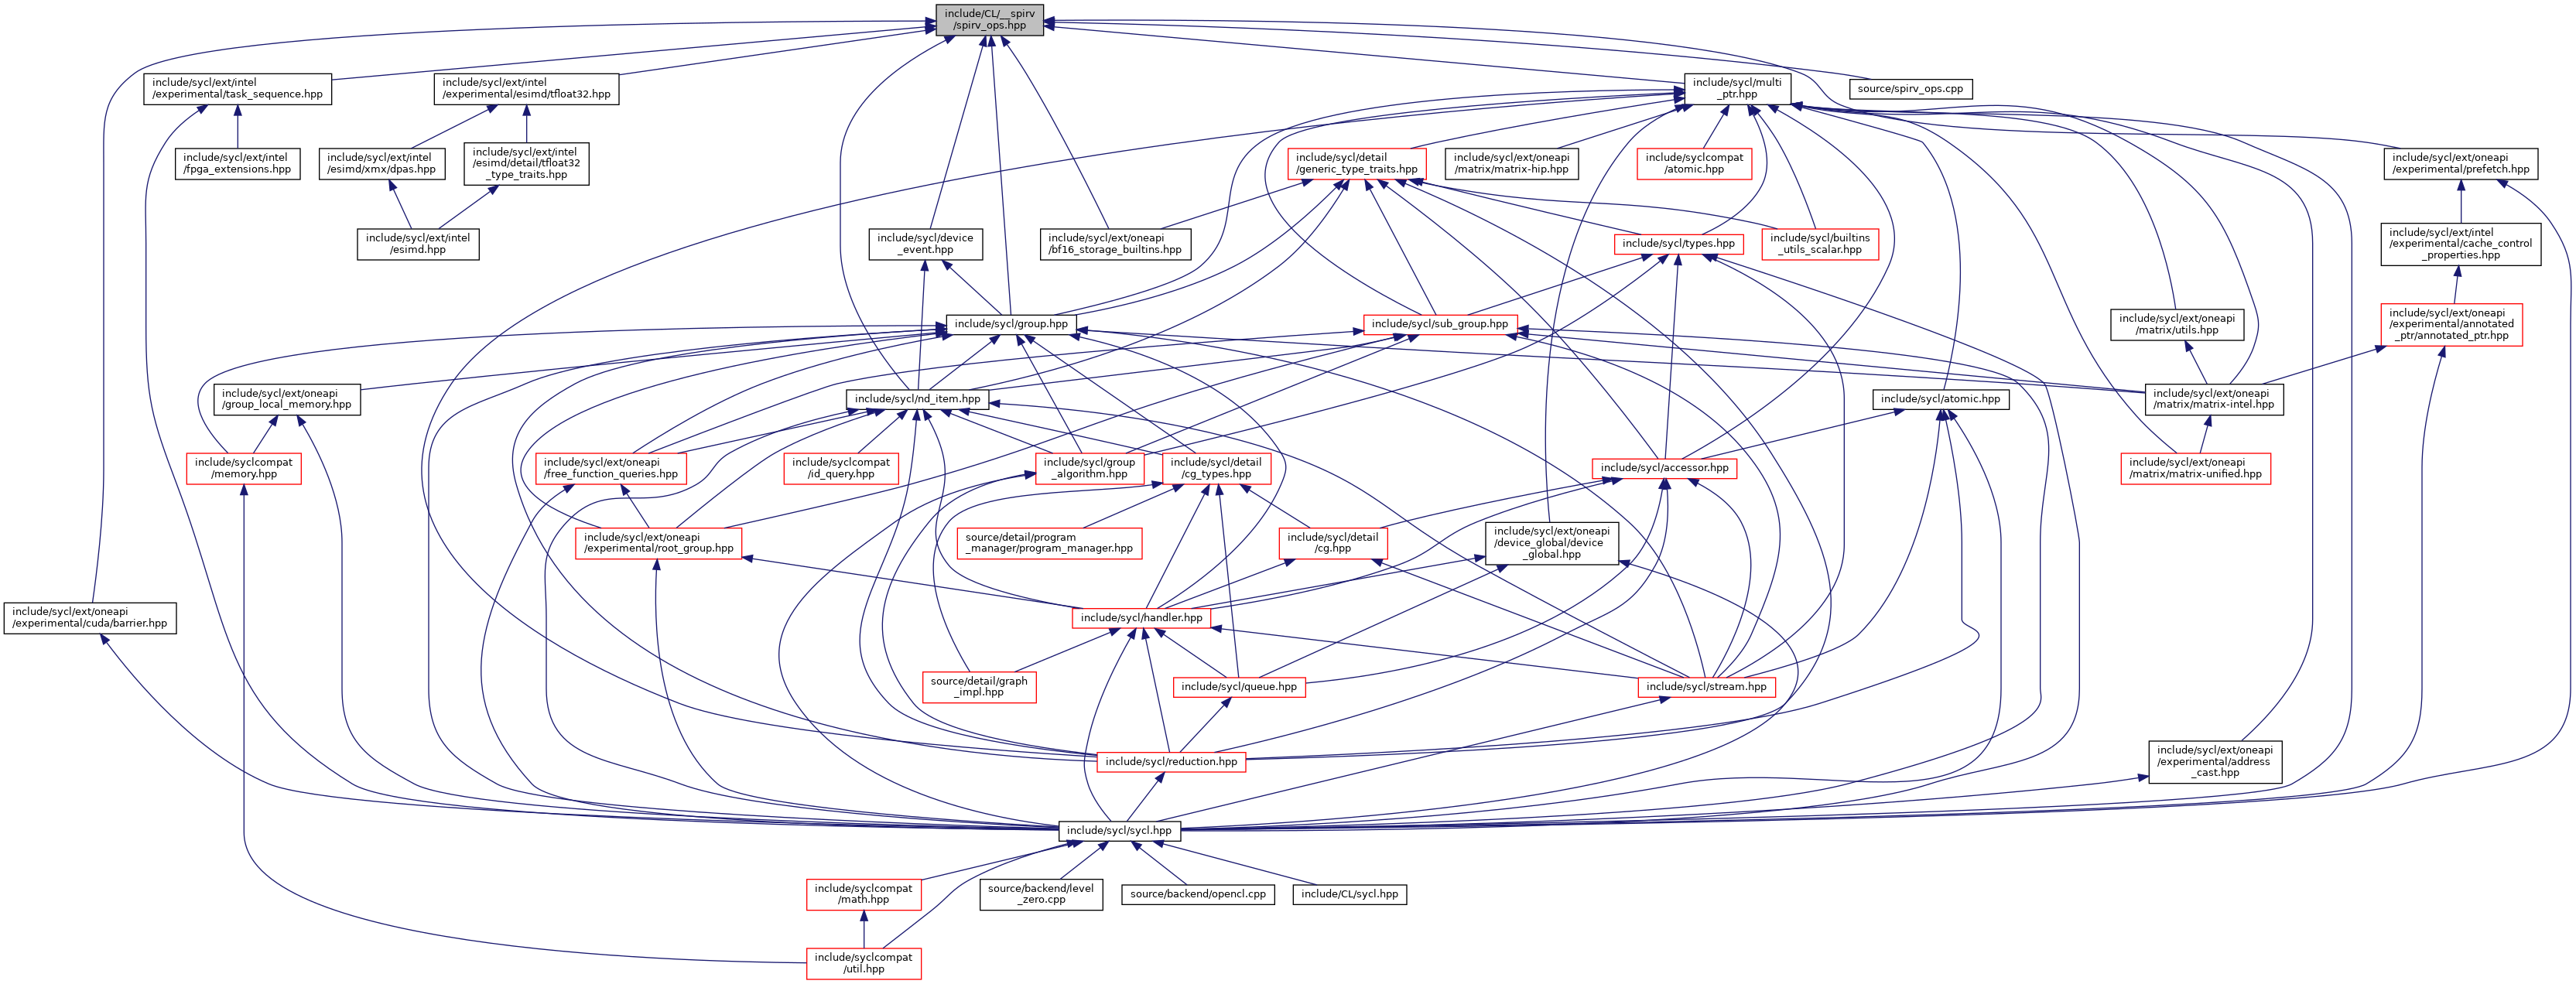 include/CL/__spirv
/spirv_ops.hpp
include/sycl/ext/intel
/experimental/task_sequence.hpp
include/sycl/ext/intel
/experimental/esimd/tfloat32.hpp
include/sycl/multi
_ptr.hpp
source/spirv_ops.cpp
include/sycl/ext/intel
/fpga_extensions.hpp
include/sycl/ext/intel
/esimd/xmx/dpas.hpp
include/sycl/ext/intel
/esimd/detail/tfloat32
_type_traits.hpp
include/sycl/detail
/generic_type_traits.hpp
include/sycl/ext/oneapi
/matrix/matrix-hip.hpp
include/syclcompat
/atomic.hpp
include/sycl/ext/oneapi
/experimental/prefetch.hpp
include/sycl/ext/intel
/esimd.hpp
include/sycl/device
_event.hpp
include/sycl/ext/oneapi
/bf16_storage_builtins.hpp
include/sycl/types.hpp
include/sycl/builtins
_utils_scalar.hpp
include/sycl/ext/intel
/experimental/cache_control
_properties.hpp
include/sycl/group.hpp
include/sycl/sub_group.hpp
include/sycl/ext/oneapi
/matrix/utils.hpp
include/sycl/ext/oneapi
/experimental/annotated
_ptr/annotated_ptr.hpp
include/sycl/ext/oneapi
/group_local_memory.hpp
include/sycl/nd_item.hpp
include/sycl/atomic.hpp
include/sycl/ext/oneapi
/matrix/matrix-intel.hpp
include/syclcompat
/memory.hpp
include/sycl/ext/oneapi
/free_function_queries.hpp
include/syclcompat
/id_query.hpp
include/sycl/group
_algorithm.hpp
include/sycl/detail
/cg_types.hpp
include/sycl/accessor.hpp
include/sycl/ext/oneapi
/matrix/matrix-unified.hpp
include/sycl/ext/oneapi
/experimental/root_group.hpp
source/detail/program
_manager/program_manager.hpp
include/sycl/detail
/cg.hpp
include/sycl/ext/oneapi
/device_global/device
_global.hpp
include/sycl/ext/oneapi
/experimental/cuda/barrier.hpp
include/sycl/handler.hpp
source/detail/graph
_impl.hpp
include/sycl/queue.hpp
include/sycl/stream.hpp
include/sycl/reduction.hpp
include/sycl/ext/oneapi
/experimental/address
_cast.hpp
include/sycl/sycl.hpp
include/syclcompat
/math.hpp
source/backend/level
_zero.cpp
source/backend/opencl.cpp
include/CL/sycl.hpp
include/syclcompat
/util.hpp